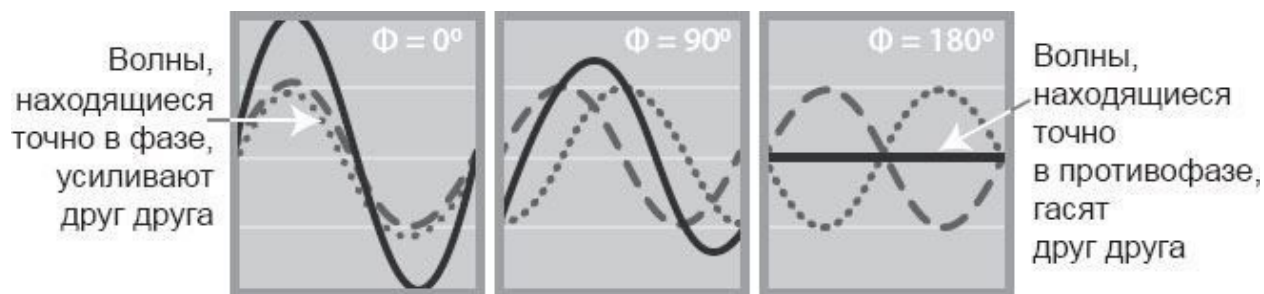 Волны,
находящиеся
точно в фазе,
усиливают
друг друга
Φ = 0º
Φ = 90º
Φ = 180º
Волны,
находящиеся
точно
в противофазе,
гасят
друг друга